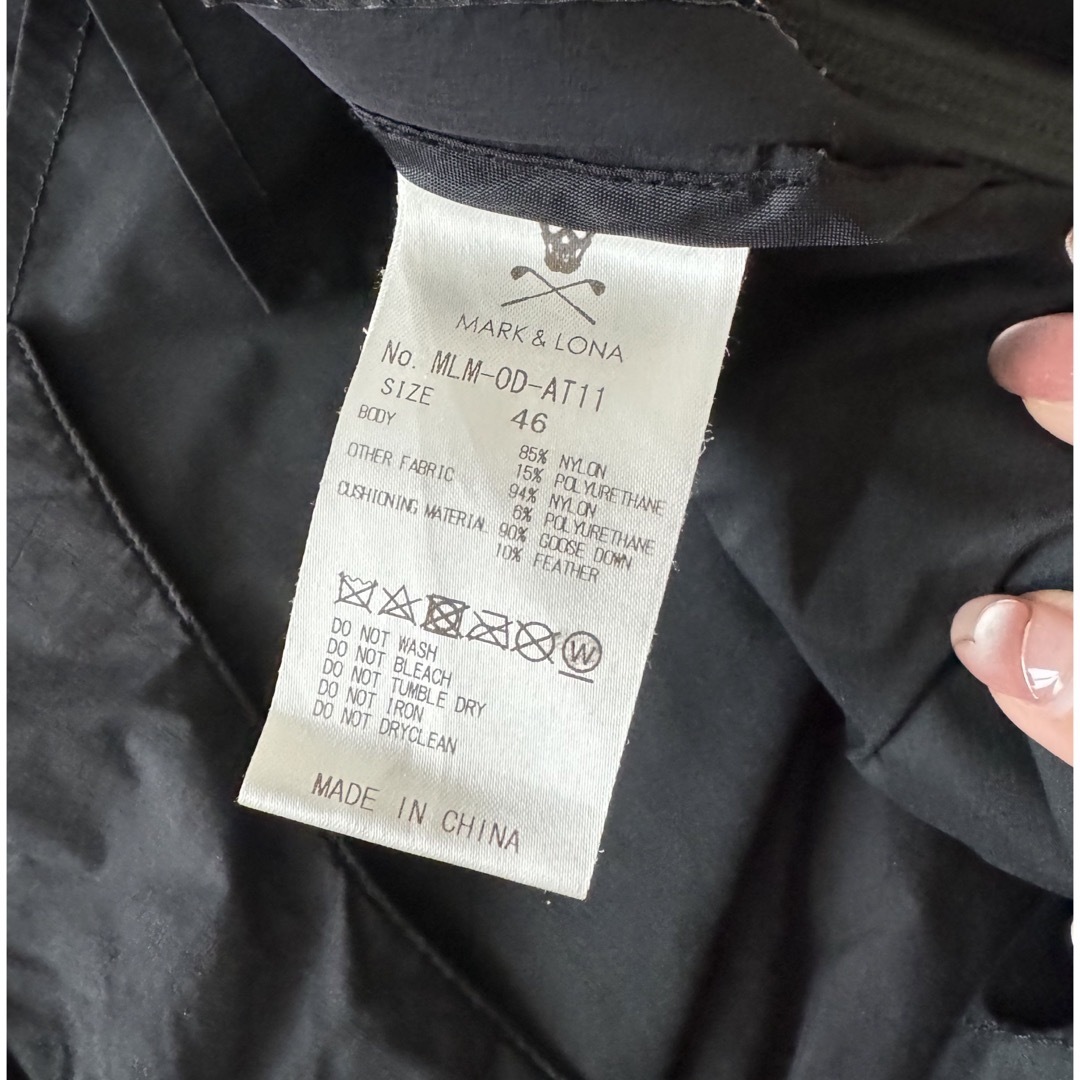 MARK & LONA
No. MLM-OD-AT11
SIZE 46
BODY 85% NYLON
15% POLYURETHANE
OTHER FABRIC 94% NYLON
6% POLYURETHANE
CUSHIONING MATERIAL 90% GOOSE DOWN
10% FEATHER
W
DO NOT WASH
DO NOT BLEACH
DO NOT TUMBLE DRY
DO NOT IRON
DO NOT DRYCLEAN
MADE IN CHINA